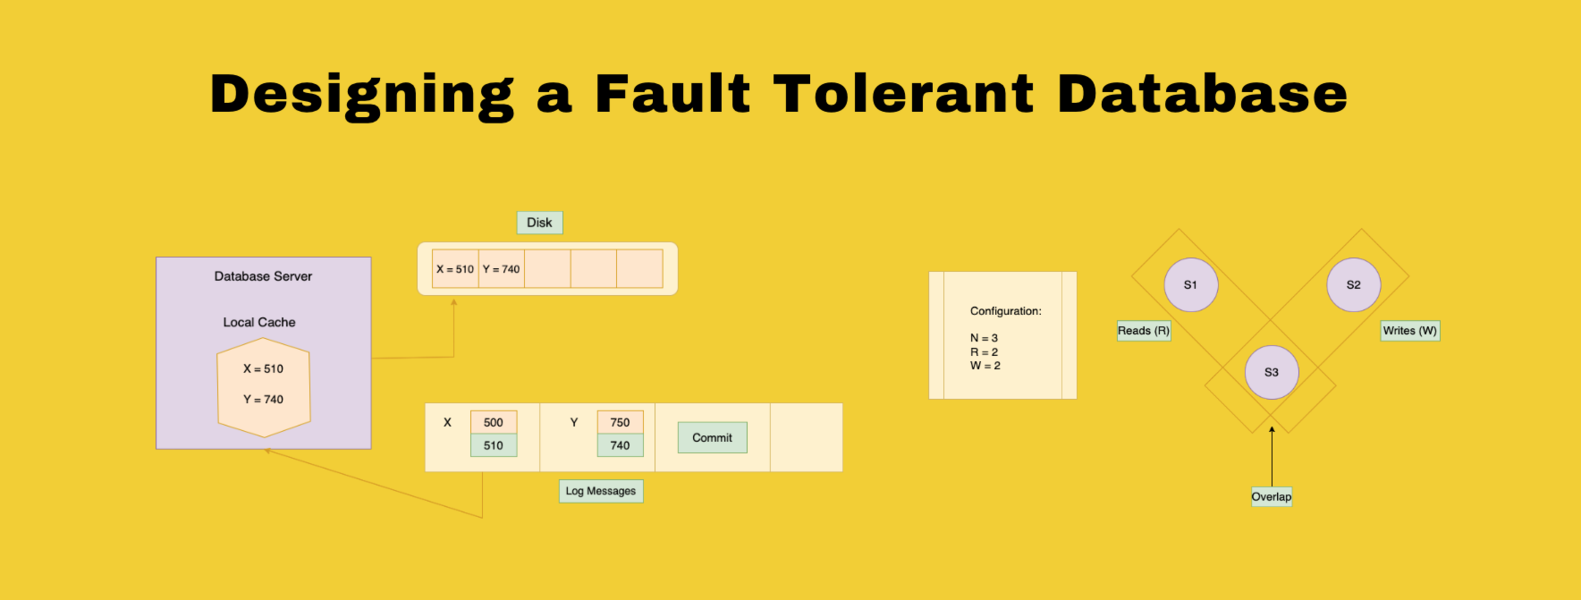 Designing a Fault Tolerant Database
Disk
X = 510
Y = 740
Database Server
Local Cache
X = 510
Y = 740
X
500
510
Y
750
740
Commit
Log Messages
Configuration:
N = 3
R = 2
W = 2
S1
S2
Reads (R)
Writes (W)
S3
Overlap